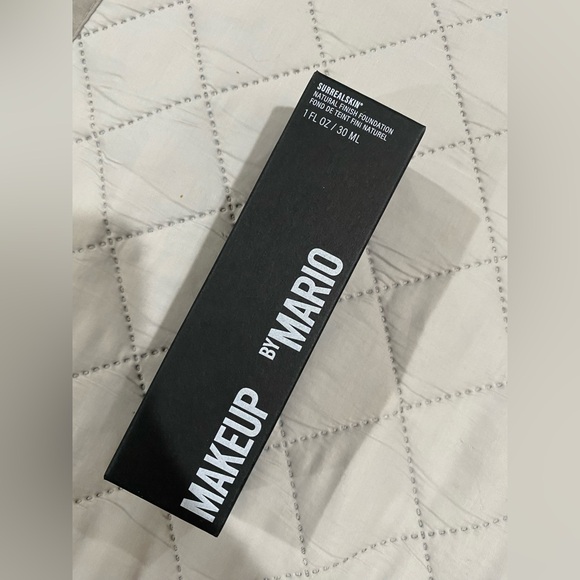 SURREALSKIN™
NATURAL FINISH FOUNDATION
FOND DE TEINT FINI NATUREL
1 FL OZ / 30 ML
MAKEUP BY MARIO